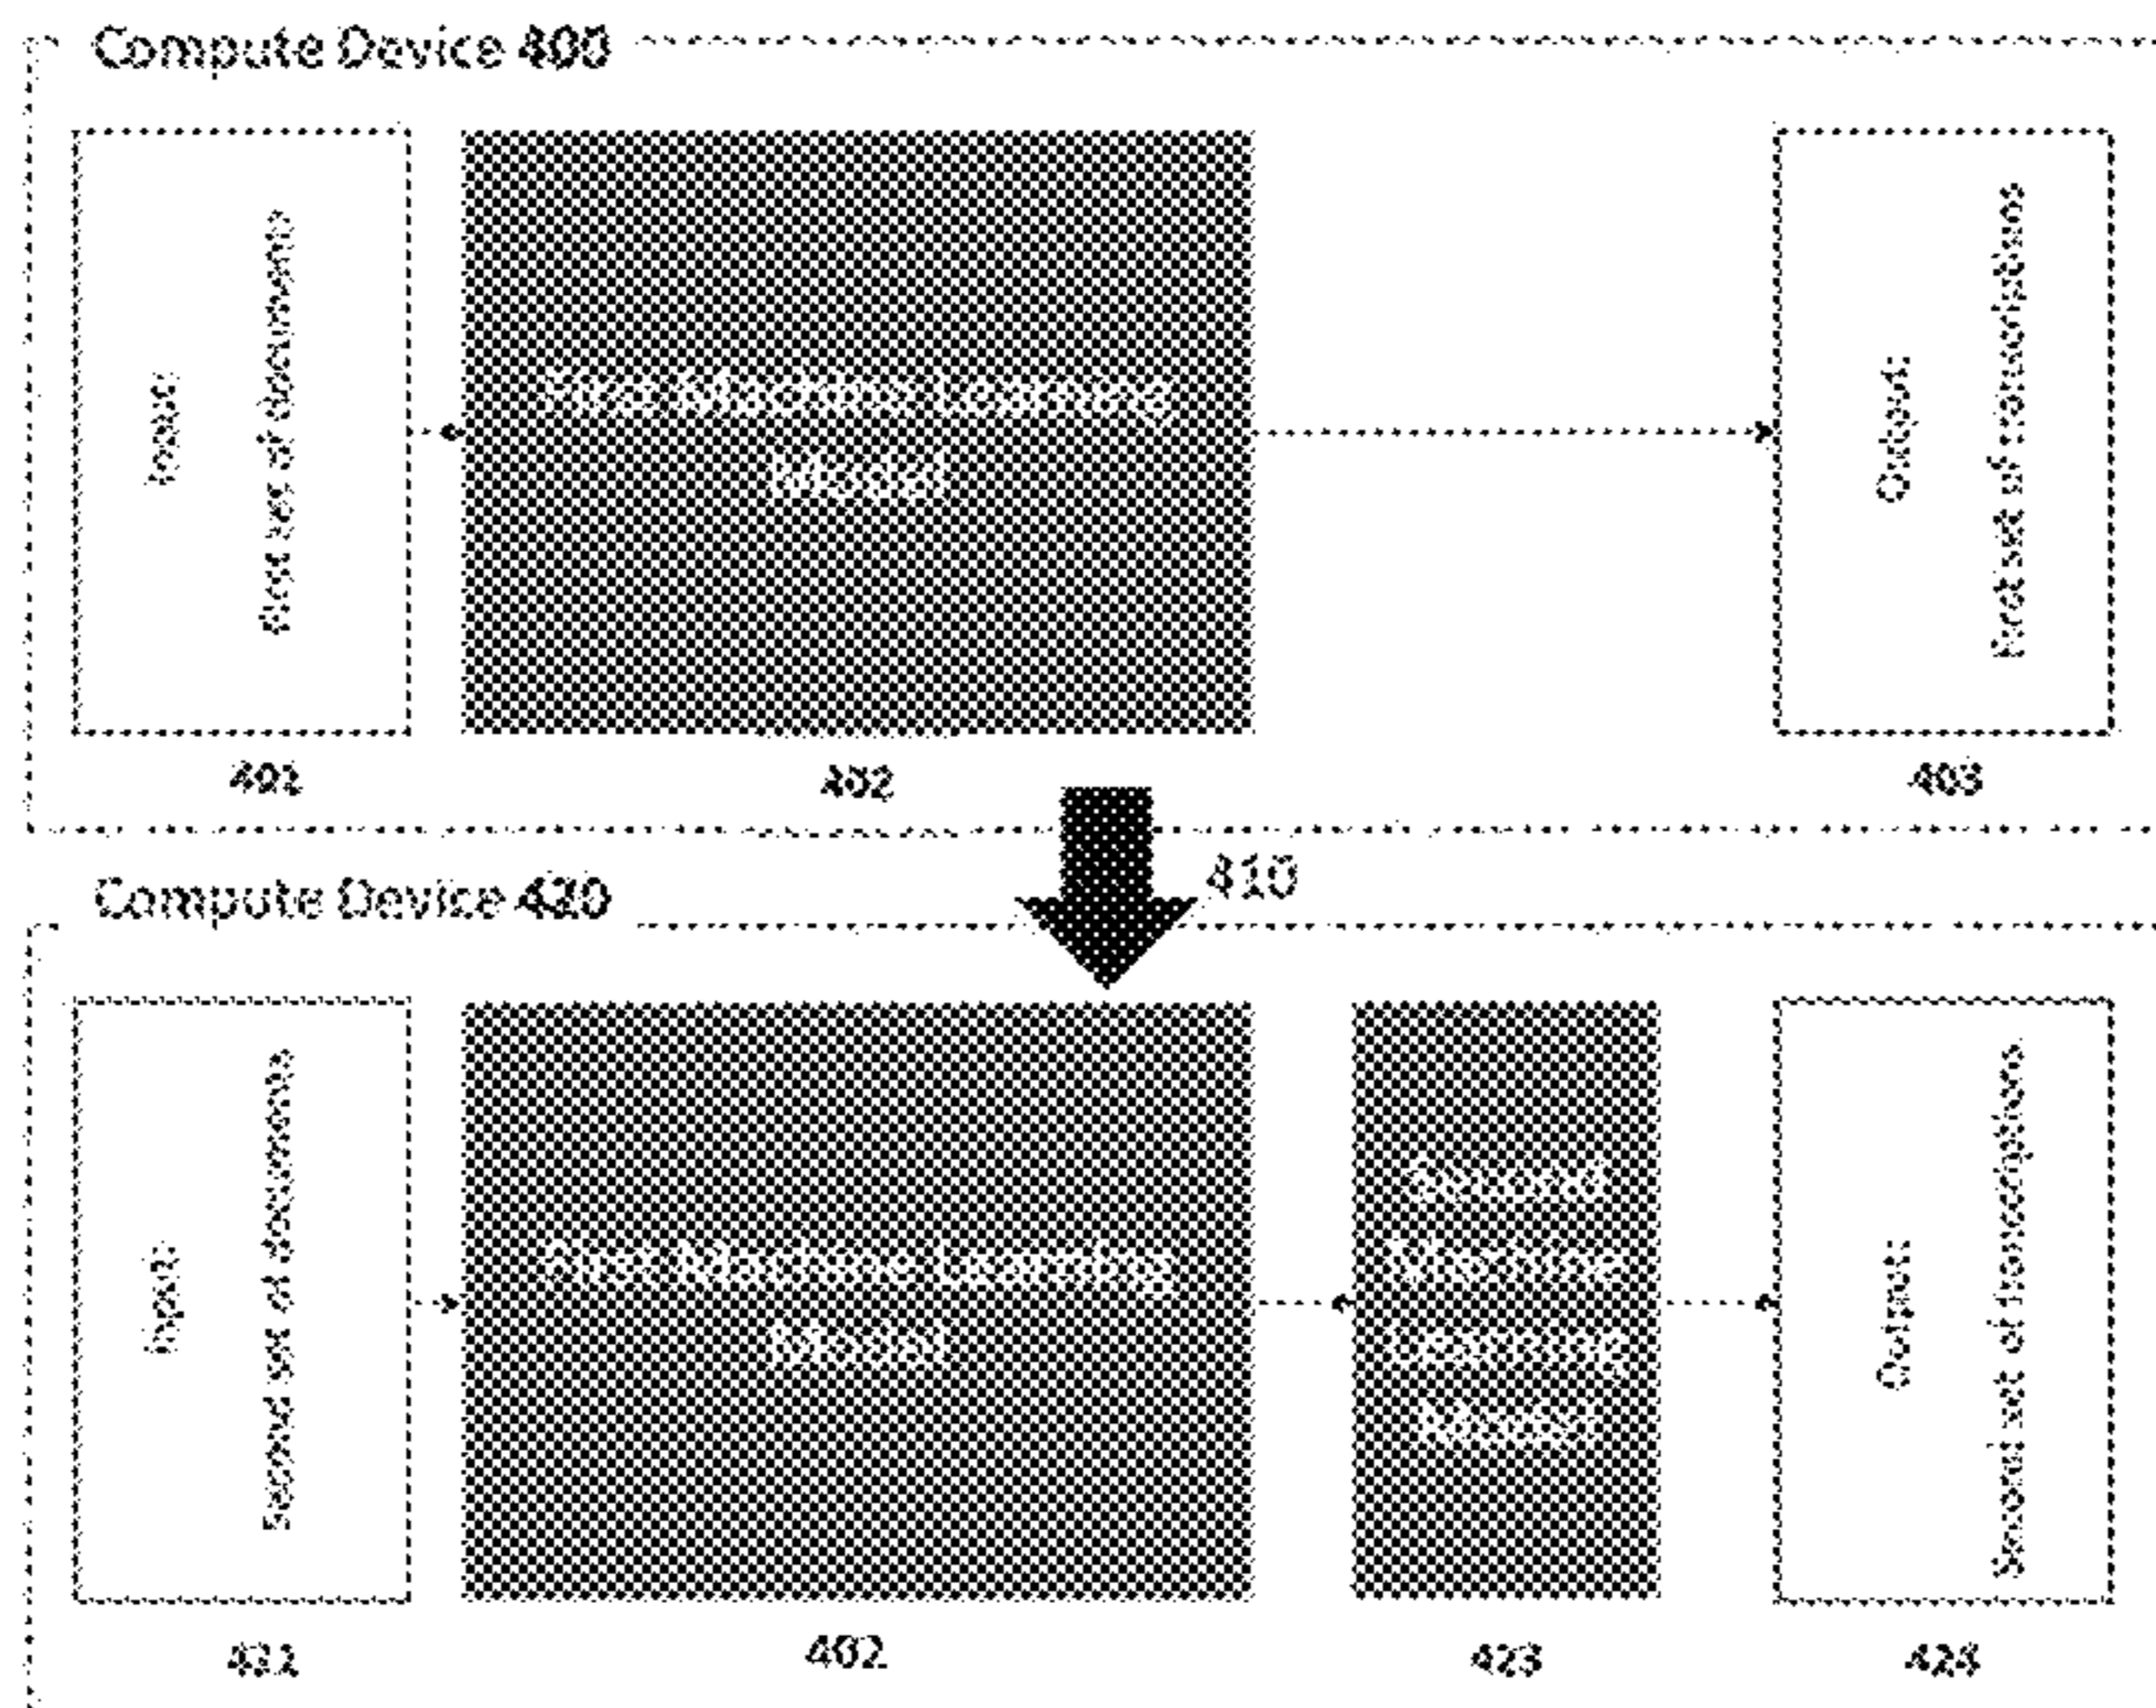 Compute Device 400
Input:
First set of documents
First Machine Learning
Model
Output:
First set of transcriptions
401
402
403
410
Compute Device 420
Input:
Second set of documents
First Machine Learning
Model
Second
Machine
Learning
Model
Output:
Second set of transcriptions
421
402
423
424